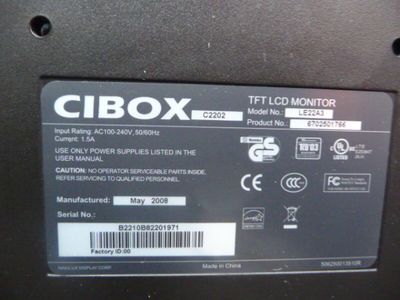 CIBOX C2202 TFT LCD MONITOR
Model No.: LE22A3
Product No.: 6702501766
Input Rating: AC100-240V, 50/60Hz
Current: 1.5A
USE ONLY POWER SUPPLIES LISTED IN THE
USER MANUAL
CAUTION: NO OPERATOR SERVICEABLE PARTS INSIDE.
REFER SERVICING TO QUALIFIED PERSONNEL.
Manufactured: May 2008
Serial No.:
B2210B82201971
Factory ID:00
Made in China